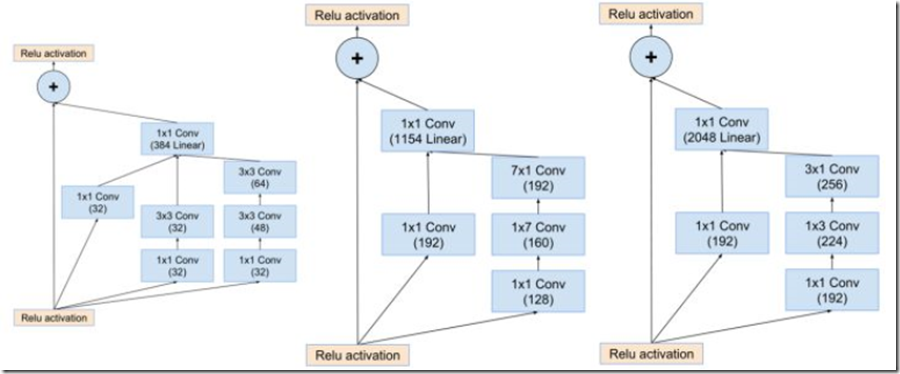 Relu activation
+
1x1 Conv
(384 Linear)
3x3 Conv
(64)
1x1 Conv
(32)
3x3 Conv
(32)
3x3 Conv
(48)
1x1 Conv
(32)
1x1 Conv
(32)
Relu activation
Relu activation
+
1x1 Conv
(1154 Linear)
7x1 Conv
(192)
1x1 Conv
(192)
1x7 Conv
(160)
1x1 Conv
(128)
Relu activation
Relu activation
+
1x1 Conv
(2048 Linear)
3x1 Conv
(256)
1x1 Conv
(192)
1x3 Conv
(224)
1x1 Conv
(192)
Relu activation